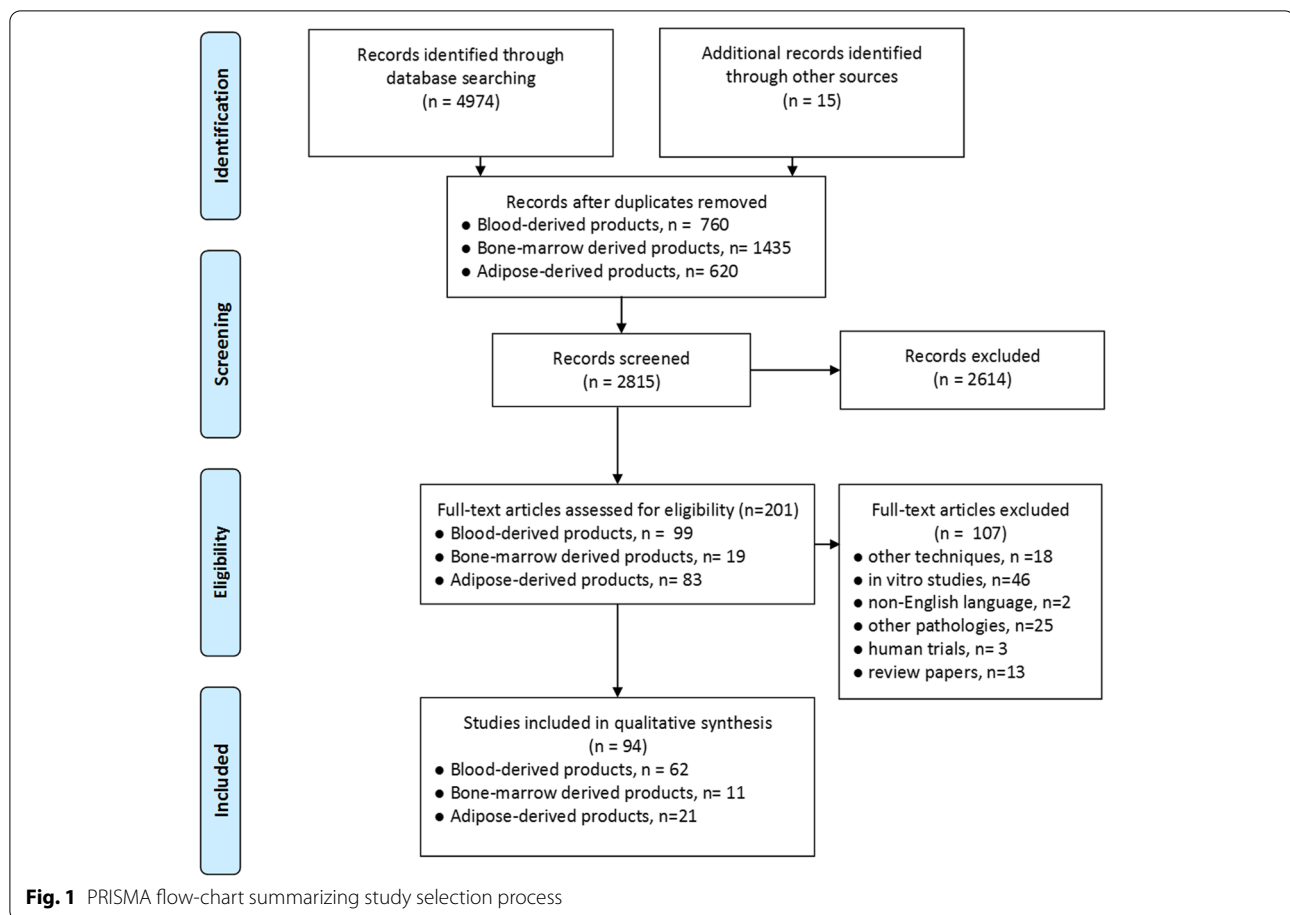 Identification
Records identified through
database searching
(n = 4974)
Additional records identified
through other sources
(n = 15)
Records after duplicates removed
● Blood-derived products, n = 760
● Bone-marrow derived products, n= 1435
● Adipose-derived products, n= 620
Screening
Records screened
(n = 2815)
Records excluded
(n = 2614)
Eligibility
Full-text articles assessed for eligibility (n=201)
● Blood-derived products, n = 99
● Bone-marrow derived products, n= 19
● Adipose-derived products, n= 83
Full-text articles excluded
(n = 107)
● other techniques, n =18
● in vitro studies, n=46
● non-English language, n=2
● other pathologies, n=25
● human trials, n= 3
● review papers, n=13
Included
Studies included in qualitative synthesis
(n = 94)
● Blood-derived products, n = 62
● Bone-marrow derived products, n= 11
● Adipose-derived products, n=21
Fig. 1 PRISMA flow-chart summarizing study selection process